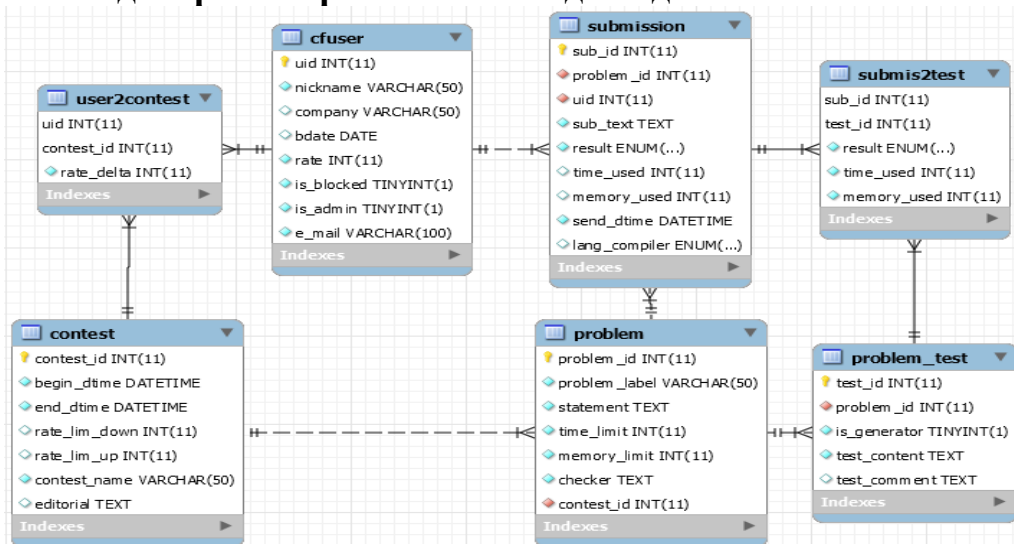 cfuser
uid INT(11)
nickname VARCHAR(50)
company VARCHAR(50)
bdate DATE
rate INT(11)
is_blocked TINYINT(1)
is_admin TINYINT(1)
e_mail VARCHAR(100)
Indexes
submission
sub_id INT(11)
problem_id INT(11)
uid INT(11)
sub_text TEXT
result ENUM(...)
time_used INT(11)
memory_used INT(11)
send_dtime DATETIME
lang_compiler ENUM(...)
Indexes
submis2test
sub_id INT(11)
test_id INT(11)
result ENUM(...)
time_used INT(11)
memory_used INT(11)
Indexes
user2contest
uid INT(11)
contest_id INT(11)
rate_delta INT(11)
Indexes
contest
contest_id INT(11)
begin_dtime DATETIME
end_dtime DATETIME
rate_lim_down INT(11)
rate_lim_up INT(11)
contest_name VARCHAR(50)
editorial TEXT
Indexes
problem
problem_id INT(11)
problem_label VARCHAR(50)
statement TEXT
time_limit INT(11)
memory_limit INT(11)
checker TEXT
contest_id INT(11)
Indexes
problem_test
test_id INT(11)
problem_id INT(11)
is_generator TINYINT(1)
test_content TEXT
test_comment TEXT
Indexes